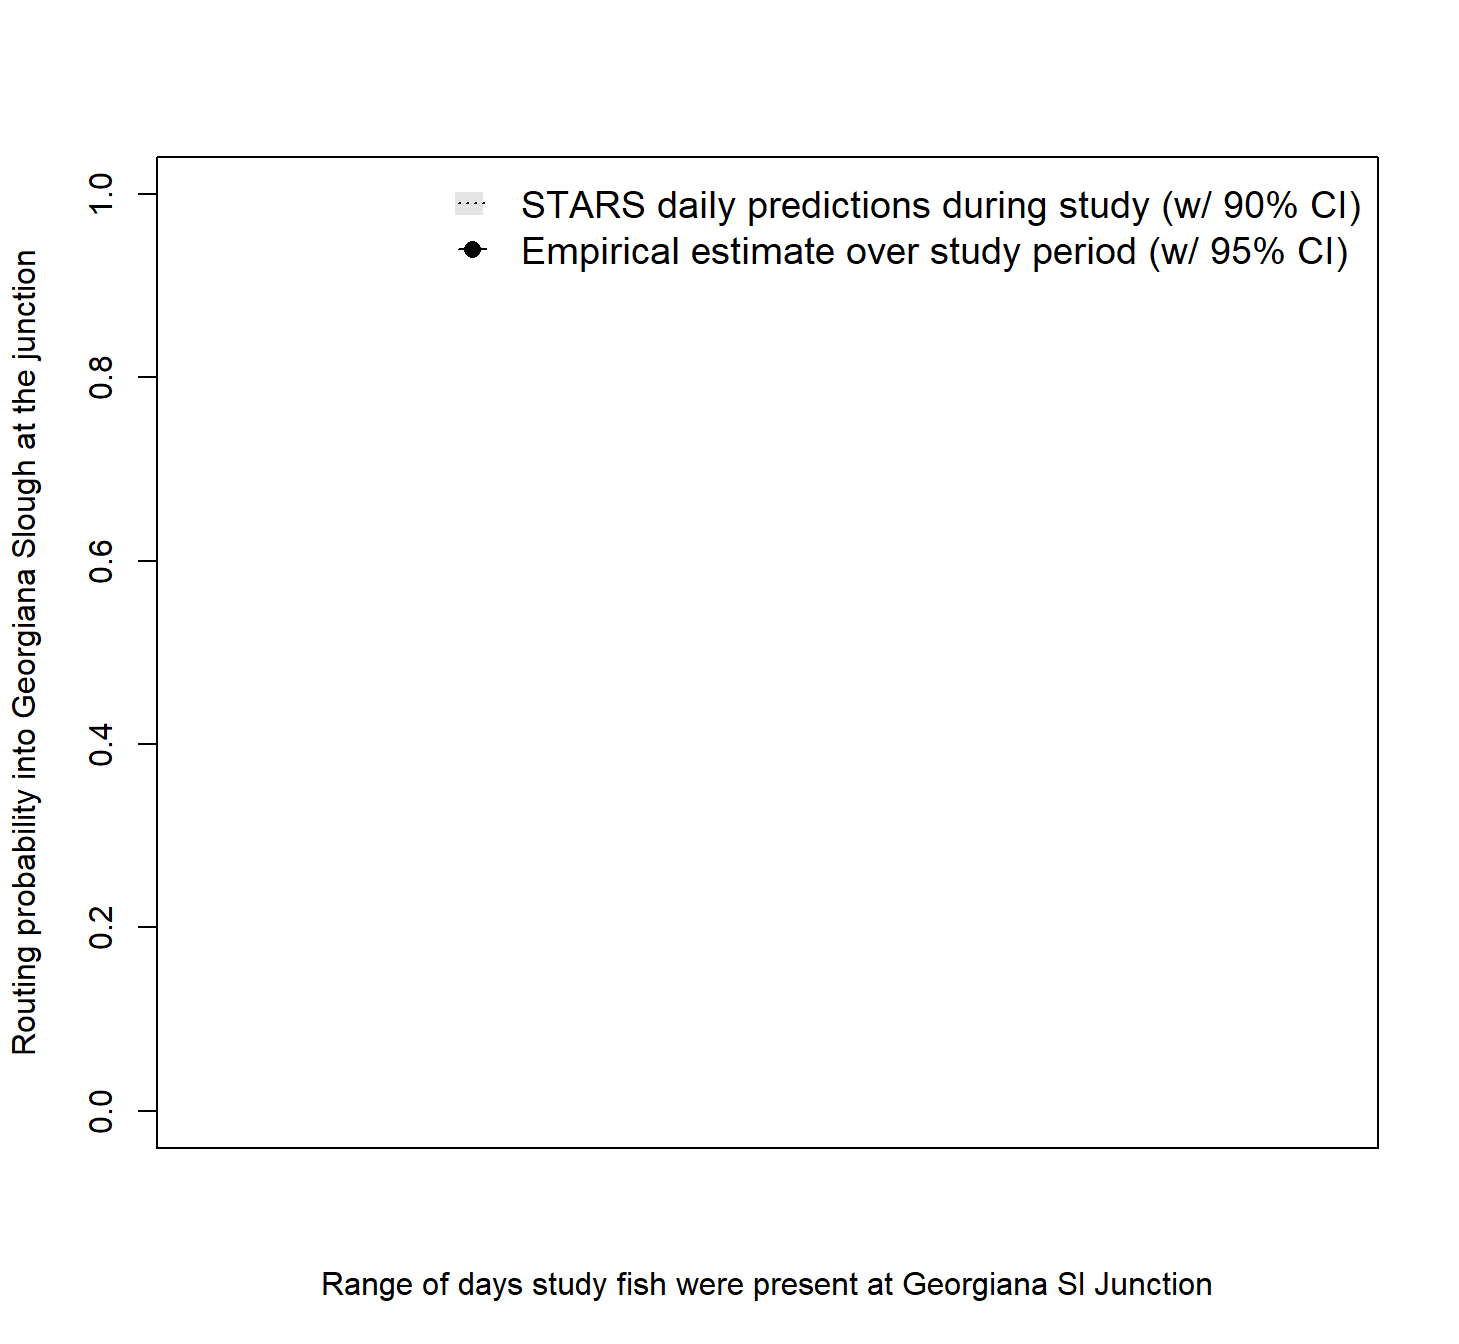 STARS daily predictions during study (w/ 90% CI)
Empirical estimate over study period (w/ 95% CI)
Routing probability into Georgiana Slough at the junction
1.0
0.8
0.6
0.4
0.2
0.0
Range of days study fish were present at Georgiana Sl Junction